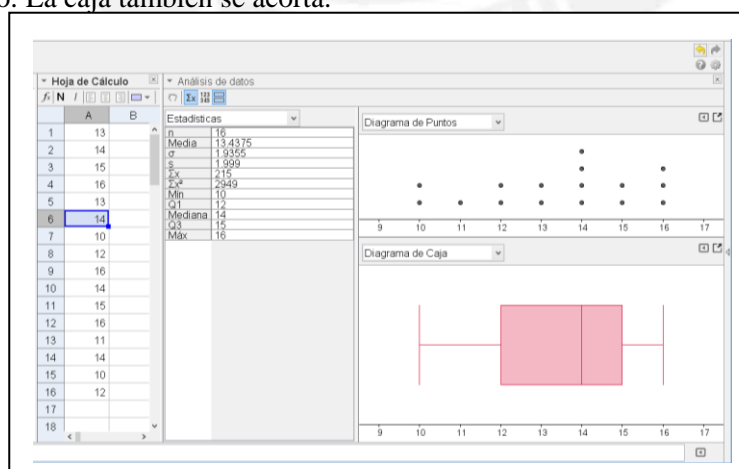 o. La caja también se acorta.
Hoja de Cálculo
Análisis de datos
fx N I
Σx 123 345
A B
1 13
2 14
3 15
4 16
5 13
6 14
7 10
8 12
9 16
10 14
11 15
12 16
13 11
14 14
15 10
16 12
17
18
Estadísticas
n 16
Media 13.4375
σ 1.9355
s 1.999
Σx 215
Σx² 2949
Mín 10
Q1 12
Mediana 14
Q3 15
Máx 16
Diagrama de Puntos
9 10 11 12 13 14 15 16 17
Diagrama de Caja
9 10 11 12 13 14 15 16 17